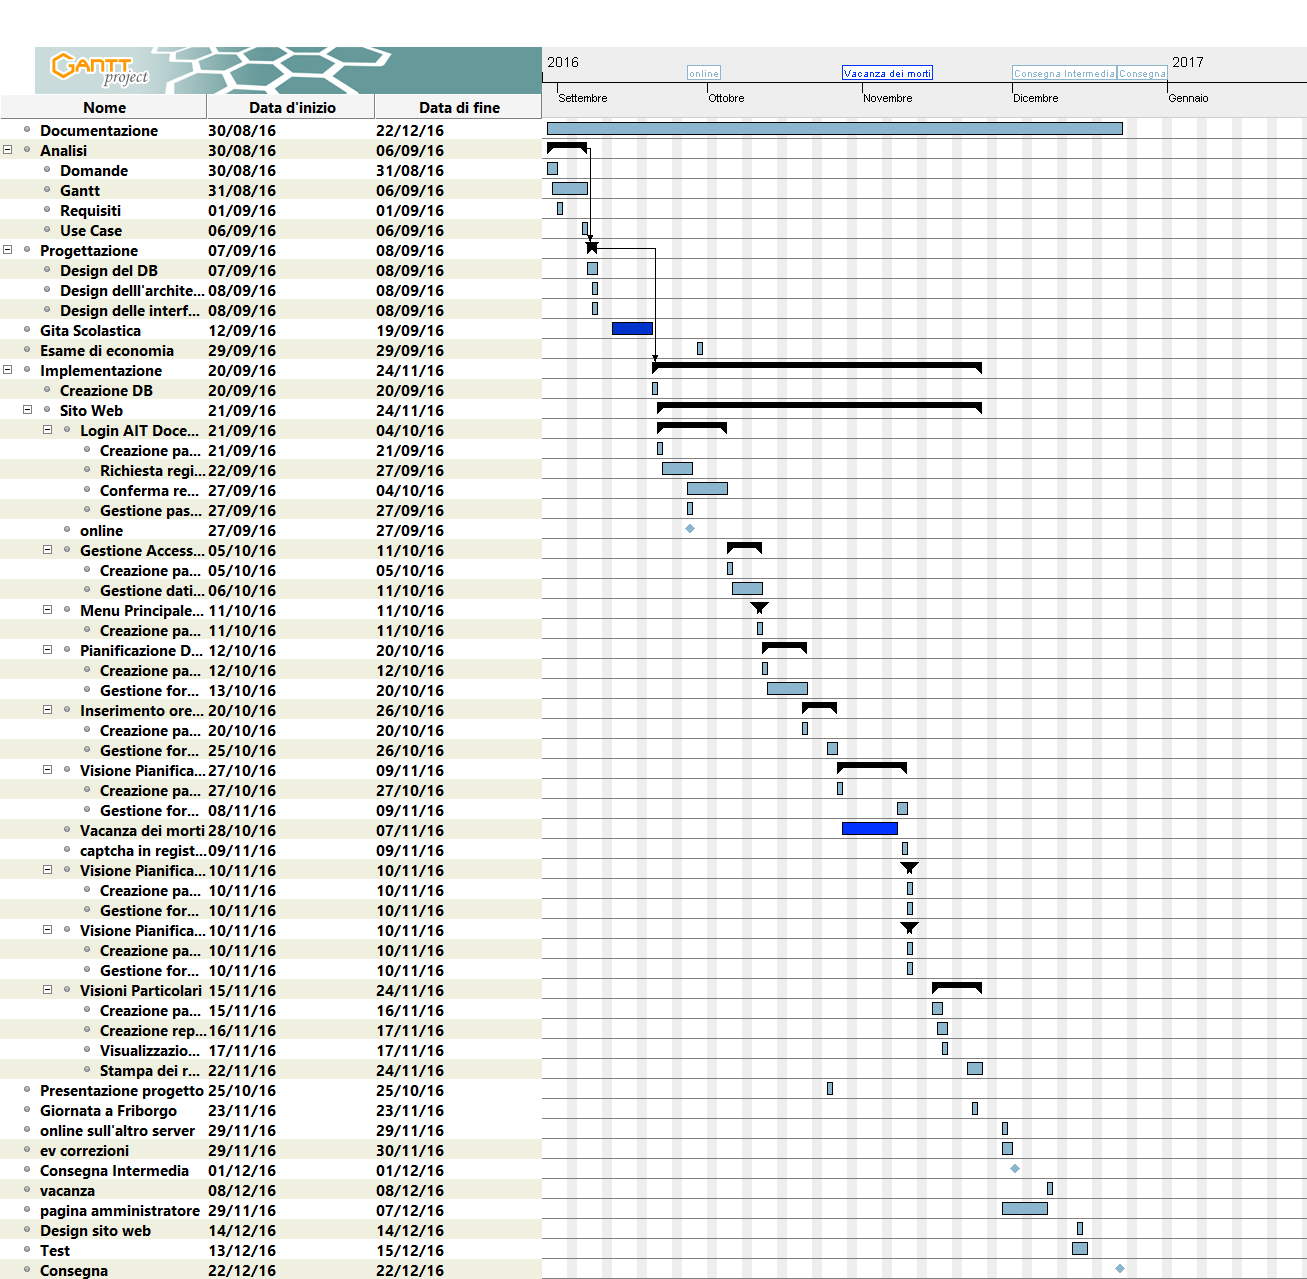 GANTT
project
2016
2017
online
Vacanza dei morti
Consegna Intermedia
Consegna
Settembre
Ottobre
Novembre
Dicembre
Gennaio
Nome Data d'inizio Data di fine
Documentazione 30/08/16 22/12/16
Analisi 30/08/16 06/09/16
Domande 30/08/16 31/08/16
Gantt 31/08/16 06/09/16
Requisiti 01/09/16 01/09/16
Use Case 06/09/16 06/09/16
Progettazione 07/09/16 08/09/16
Design del DB 07/09/16 08/09/16
Design delll'archite... 08/09/16 08/09/16
Design delle interf... 08/09/16 08/09/16
Gita Scolastica 12/09/16 19/09/16
Esame di economia 29/09/16 29/09/16
Implementazione 20/09/16 24/11/16
Creazione DB 20/09/16 20/09/16
Sito Web 21/09/16 24/11/16
Login AIT Doce... 21/09/16 04/10/16
Creazione pa... 21/09/16 21/09/16
Richiesta regi... 22/09/16 27/09/16
Conferma re... 27/09/16 04/10/16
Gestione pas... 27/09/16 27/09/16
online 27/09/16 27/09/16
Gestione Access... 05/10/16 11/10/16
Creazione pa... 05/10/16 05/10/16
Gestione dati... 06/10/16 11/10/16
Menu Principale... 11/10/16 11/10/16
Creazione pa... 11/10/16 11/10/16
Pianificazione D... 12/10/16 20/10/16
Creazione pa... 12/10/16 12/10/16
Gestione for... 13/10/16 20/10/16
Inserimento ore... 20/10/16 26/10/16
Creazione pa... 20/10/16 20/10/16
Gestione for... 25/10/16 26/10/16
Visione Pianifica... 27/10/16 09/11/16
Creazione pa... 27/10/16 27/10/16
Gestione for... 08/11/16 09/11/16
Vacanza dei morti 28/10/16 07/11/16
captcha in regist... 09/11/16 09/11/16
Visione Pianifica... 10/11/16 10/11/16
Creazione pa... 10/11/16 10/11/16
Gestione for... 10/11/16 10/11/16
Visione Pianifica... 10/11/16 10/11/16
Creazione pa... 10/11/16 10/11/16
Gestione for... 10/11/16 10/11/16
Visioni Particolari 15/11/16 24/11/16
Creazione pa... 15/11/16 16/11/16
Creazione rep... 16/11/16 17/11/16
Visualizzazio... 17/11/16 17/11/16
Stampa dei r... 22/11/16 24/11/16
Presentazione progetto 25/10/16 25/10/16
Giornata a Friborgo 23/11/16 23/11/16
online sull'altro server 29/11/16 29/11/16
ev correzioni 29/11/16 30/11/16
Consegna Intermedia 01/12/16 01/12/16
vacanza 08/12/16 08/12/16
pagina amministratore 29/11/16 07/12/16
Design sito web 14/12/16 14/12/16
Test 13/12/16 15/12/16
Consegna 22/12/16 22/12/16